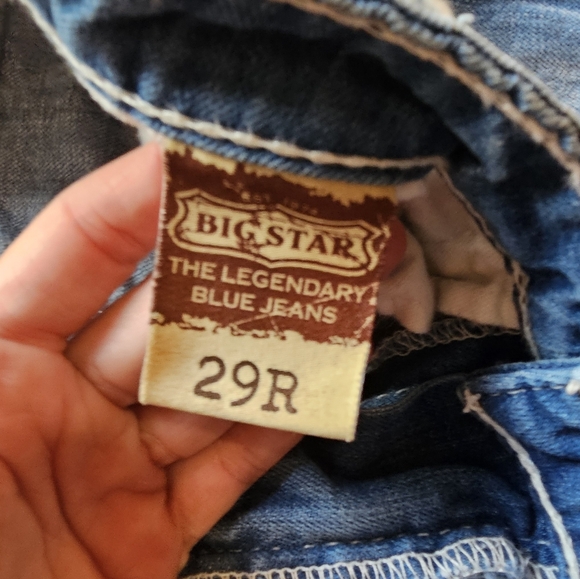 BIG STAR
THE LEGENDARY
BLUE JEANS
29R